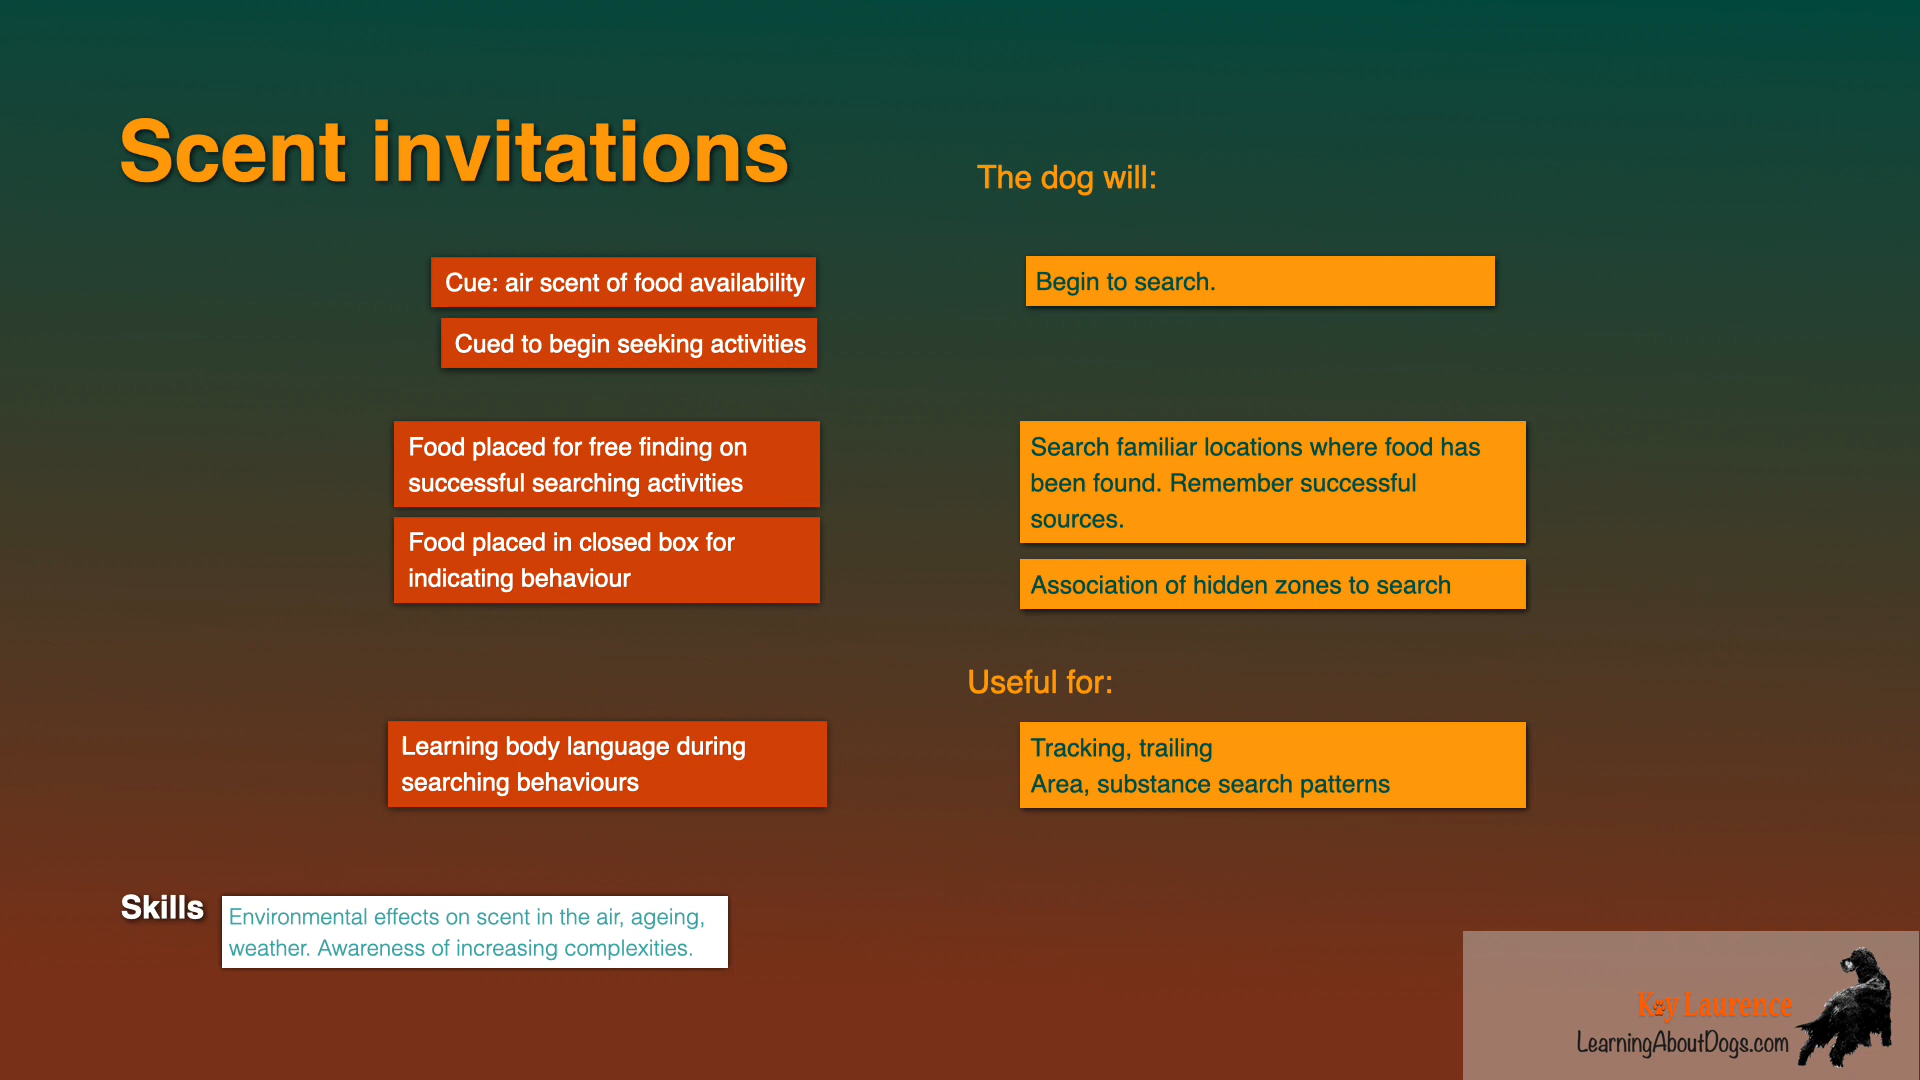 Scent invitations
The dog will:
Cue: air scent of food availability
Begin to search.
Cued to begin seeking activities
Food placed for free finding on
successful searching activities
Search familiar locations where food has
been found. Remember successful
sources.
Food placed in closed box for
indicating behaviour
Association of hidden zones to search
Useful for:
Learning body language during
searching behaviours
Tracking, trailing
Area, substance search patterns
Skills
Environmental effects on scent in the air, ageing,
weather. Awareness of increasing complexities.
Kay Laurence
LearningAboutDogs.com